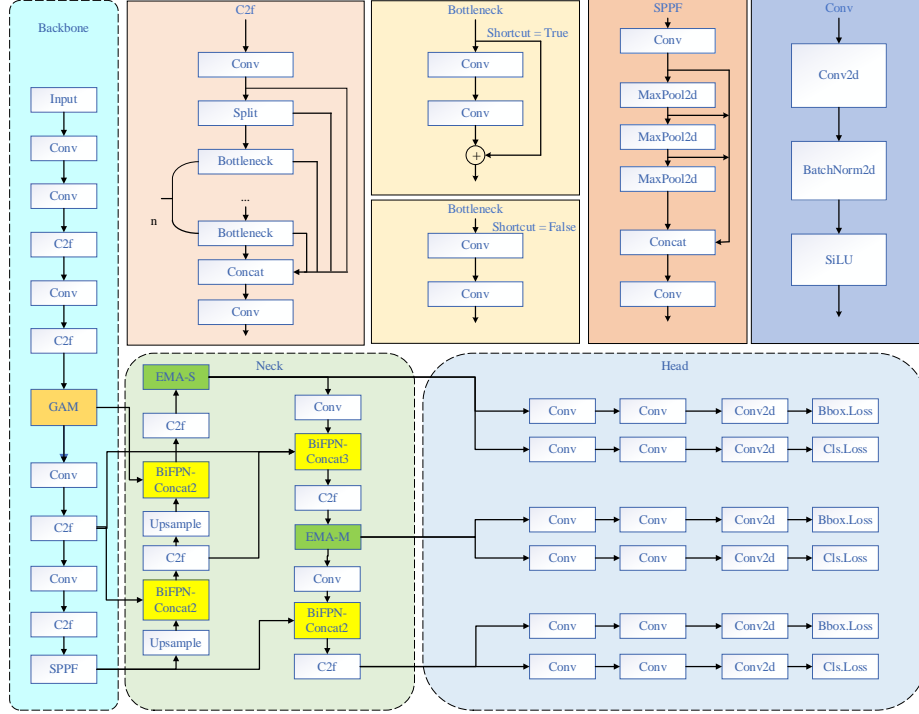 Backbone
Input
Conv
Conv
C2f
Conv
C2f
GAM
Conv
C2f
Conv
C2f
SPPF
C2f
Conv
Split
Bottleneck
...
n
Bottleneck
Concat
Conv
Bottleneck
Shortcut = True
Conv
Conv
+
Bottleneck
Shortcut = False
Conv
Conv
SPPF
Conv
MaxPool2d
MaxPool2d
MaxPool2d
Concat
Conv
Conv
Conv2d
BatchNorm2d
SiLU
Neck
EMA-S
C2f
BiFPN-
Concat2
Upsample
C2f
BiFPN-
Concat2
Upsample
Conv
BiFPN-
Concat3
C2f
EMA-M
Conv
BiFPN-
Concat2
C2f
Head
Conv Conv Conv2d Bbox.Loss
Conv Conv Conv2d Cls.Loss
Conv Conv Conv2d Bbox.Loss
Conv Conv Conv2d Cls.Loss
Conv Conv Conv2d Bbox.Loss
Conv Conv Conv2d Cls.Loss